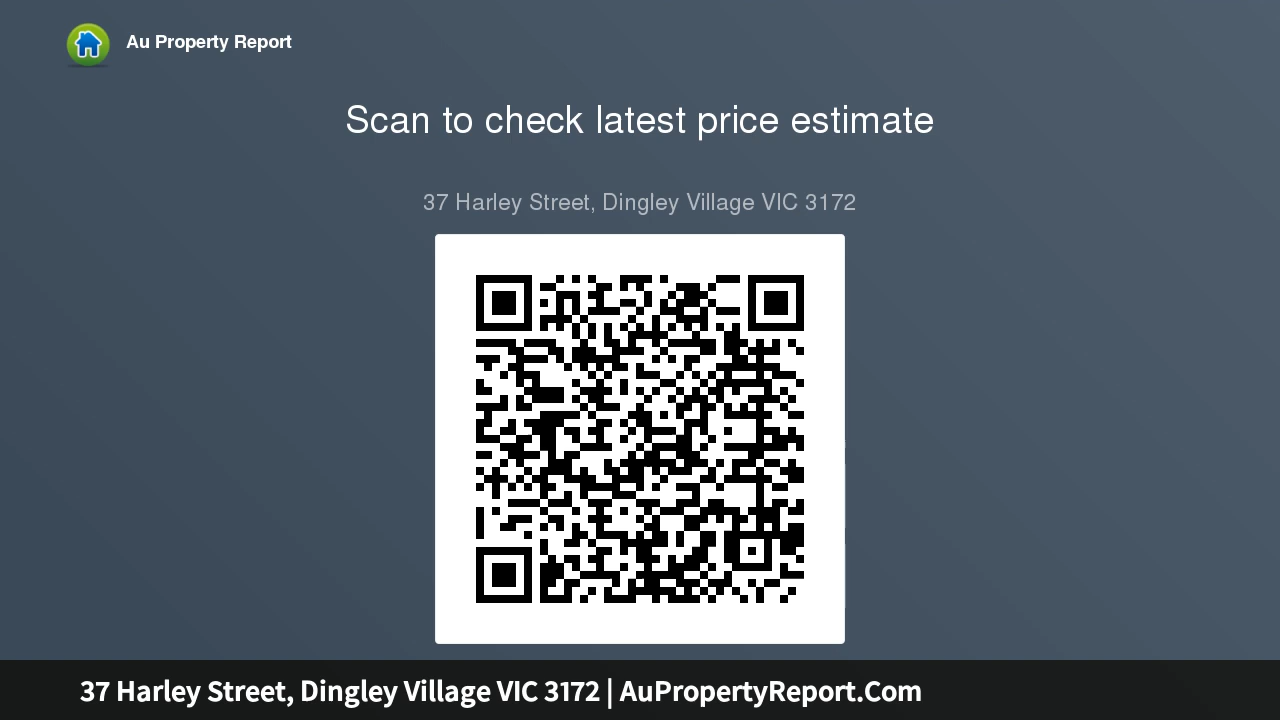 Au Property Report
Scan to check latest price estimate
37 Harley Street, Dingley Village VIC 3172
37 Harley Street, Dingley Village VIC 3172 | AuPropertyReport.Com